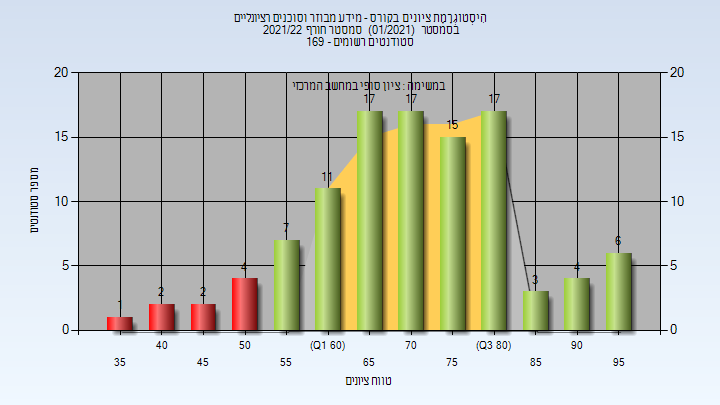 היסטוגרמת ציונים בקורס - מידע מבוזר וסוכנים רציונליים
בסמסטר (01/2021) סמסטר חורף 2021/22
סטודנטים רשומים - 169
במשימה : ציון סופי במחשב המרכזי
מספר סטודנטים
20 20
15 15
10 10
5 5
0 0
1 2 2 4 7 11 17 17 15 17 3 4 6
40 50 (Q1 60) 70 (Q3 80) 90
35 45 55 65 75 85 95
טווח ציונים